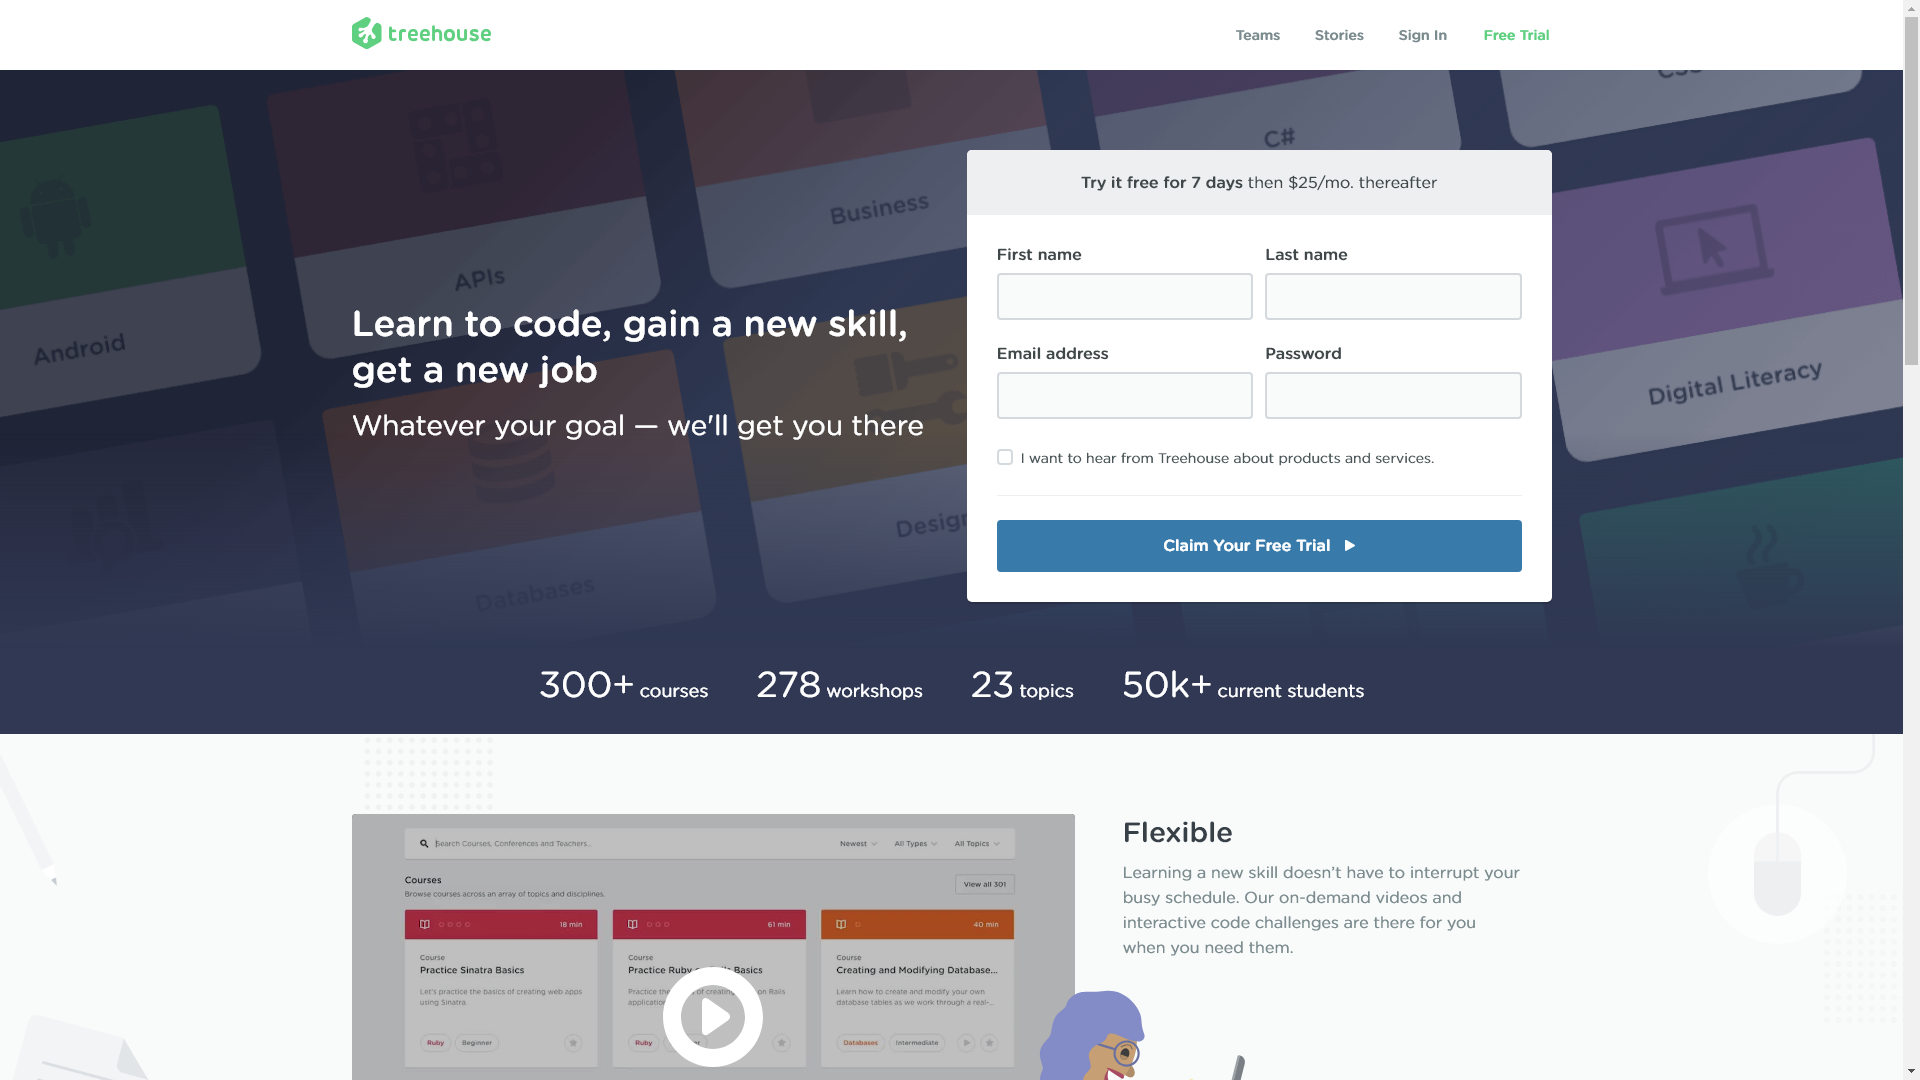 treehouse
Teams
Stories
Sign In
Free Trial
CSS
C#
Business
APIs
Android
Digital Literacy
Databases
Try it free for 7 days then $25/mo. thereafter
Learn to code, gain a new skill,
get a new job
Whatever your goal — we'll get you there
First name
Last name
Email address
Password
I want to hear from Treehouse about products and services.
Claim Your Free Trial
300+ courses
278 workshops
23 topics
50k+ current students
Search Courses, Conferences and Teachers...
Newest
All Types
All Topics
Courses
Browse courses across an array of topics and disciplines.
View all 301
18 min
61 min
40 min
Course
Practice Sinatra Basics
Let's practice the basics of creating web apps
using Sinatra.
Ruby
Beginner
Course
Practice Ruby
Basics
Practice the
of creating
on Rails
application
Ruby
Course
Creating and Modifying Database...
Learn how to create and modify your own
database tables as we work through a real-...
Databases
Intermediate
Flexible
Learning a new skill doesn’t have to interrupt your
busy schedule. Our on-demand videos and
interactive code challenges are there for you
when you need them.